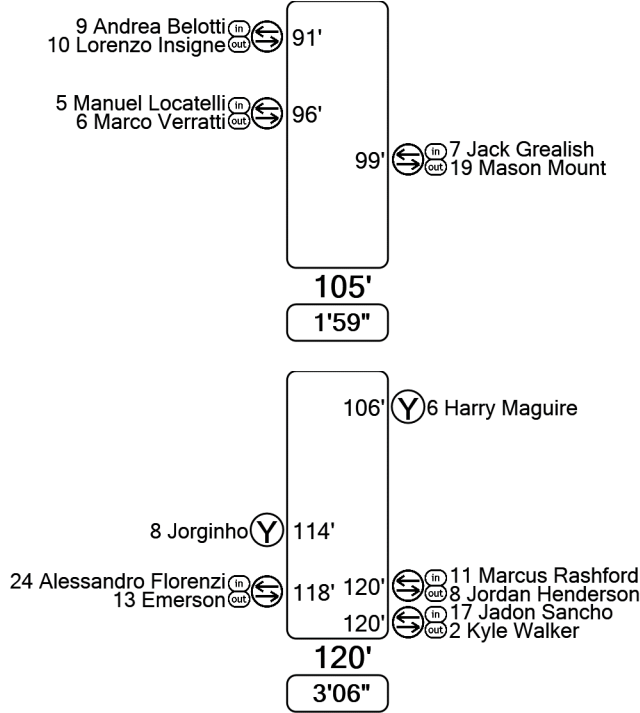 9 Andrea Belotti in 91'
10 Lorenzo Insigne out
5 Manuel Locatelli in 96'
6 Marco Verratti out
99' in 7 Jack Grealish
out 19 Mason Mount
105'
1'59"
106' Y 6 Harry Maguire
8 Jorginho Y 114'
24 Alessandro Florenzi in 118'
13 Emerson out
120' in 11 Marcus Rashford
out 8 Jordan Henderson
120' in 17 Jadon Sancho
out 2 Kyle Walker
120'
3'06"